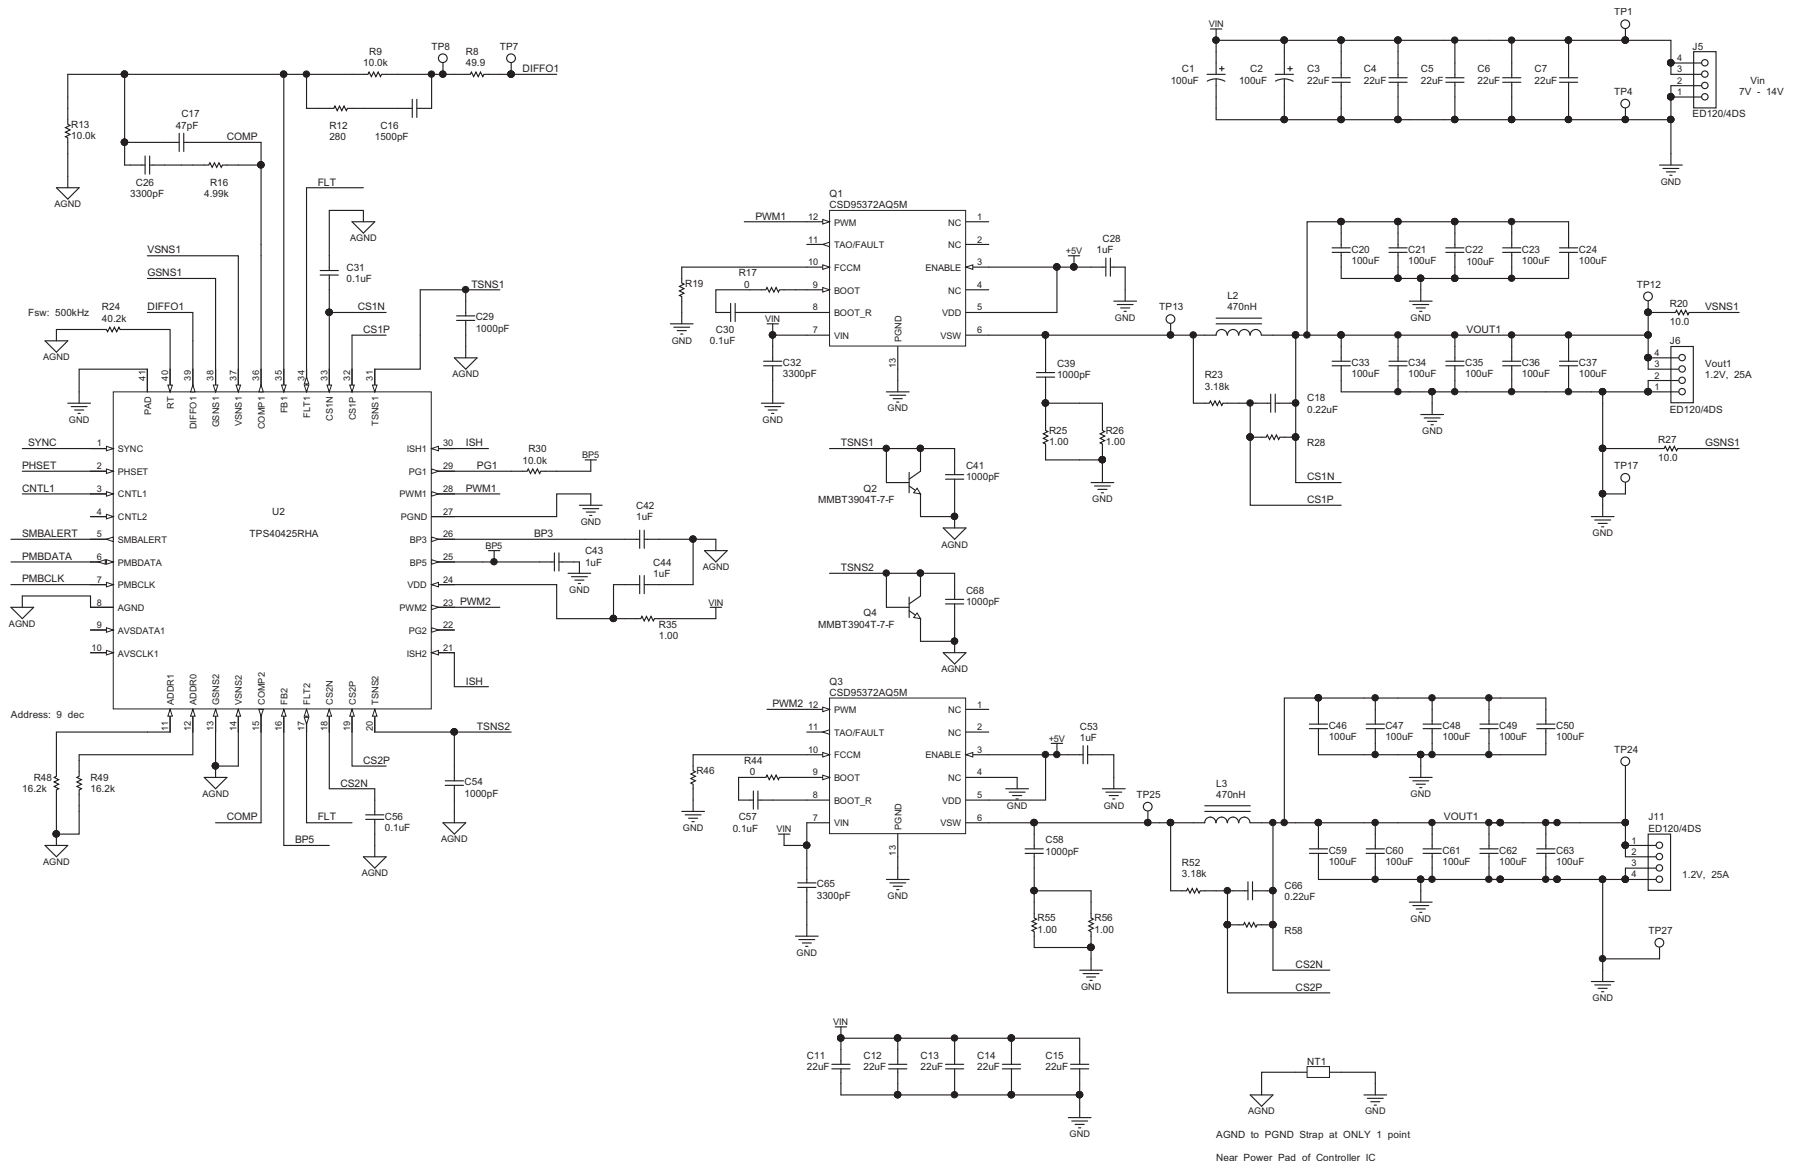 R9
10.0k
TP8
R8
49.9
TP7
DIFFO1
R13
10.0k
C17
47pF
COMP
R12
280
C16
1500pF
C26
3300pF
R16
4.99k
AGND
FLT
AGND
VSNS1
GSNS1
DIFFO1
C31
0.1uF
CS1N
CS1P
TSNS1
C29
1000pF
AGND
Fsw: 500kHz
R24
40.2k
AGND
GND
41
40
39
38
37
36
35
34
33
32
31
PAD
RT
DIFFO1
GSNS1
VSNS1
COMP1
FB1
FLT1
CS1N
CS1P
TSNS1
SYNC 1 SYNC
PHSET 2 PHSET
CNTL1 3 CNTL1
4 CNTL2
SMBALERT 5 SMBALERT
PMBDATA 6 PMBDATA
PMBCLK 7 PMBCLK
8 AGND
AGND
9 AVSDATA1
10 AVSCLK1
U2
TPS40425RHA
ISH1 30 ISH
PG1 29 PG1
R30
10.0k
BP5
PWM1 28 PWM1
PGND 27
GND
BP3 26 BP3
C42
1uF
BP5 25
BP5
C43
1uF
GND
C44
1uF
AGND
VDD 24
PWM2 23 PWM2
R35
1.00
VIN
PG2 22
ISH2 21
ISH
ADDR1
ADDR0
GSNS2
VSNS2
COMP2
FB2
FLT2
CS2N
CS2P
TSNS2
11
12
13
14
15
16
17
18
19
20
Address: 9 dec
R48
16.2k
R49
16.2k
AGND
AGND
COMP
BP5
FLT
CS2N
CS2P
C56
0.1uF
AGND
TSNS2
C54
1000pF
AGND
VIN
C1
100uF
+
C2
100uF
+
C3
22uF
C4
22uF
C5
22uF
C6
22uF
C7
22uF
TP1
TP4
J5
4
3
2
1
ED120/4DS
Vin
7V - 14V
GND
Q1
CSD95372AQ5M
PWM1 12 PWM
11 TAO/FAULT
10 FCCM
9 BOOT
8 BOOT_R
7 VIN
NC 1
NC 2
ENABLE 3
NC 4
VDD 5
VSW 6
PGND
13
GND
R19
GND
R17
0
C30
0.1uF
VIN
C32
3300pF
GND
+5V
C28
1uF
GND
TP13
L2
470nH
C39
1000pF
R25
1.00
R26
1.00
GND
R23
3.18k
C18
0.22uF
R28
CS1N
CS1P
C20
100uF
C21
100uF
C22
100uF
C23
100uF
C24
100uF
GND
VOUT1
C33
100uF
C34
100uF
C35
100uF
C36
100uF
C37
100uF
GND
TP12
R20
10.0
VSNS1
J6
4
3
2
1
ED120/4DS
Vout1
1.2V, 25A
R27
10.0
GSNS1
TP17
GND
TSNS1
Q2
MMBT3904T-7-F
C41
1000pF
AGND
TSNS2
Q4
MMBT3904T-7-F
C68
1000pF
AGND
Q3
CSD95372AQ5M
PWM2 12 PWM
11 TAO/FAULT
10 FCCM
9 BOOT
8 BOOT_R
7 VIN
NC 1
NC 2
ENABLE 3
NC 4
VDD 5
VSW 6
PGND
13
GND
R46
GND
R44
0
C57
0.1uF
VIN
C65
3300pF
GND
+5V
C53
1uF
GND
GND
TP25
L3
470nH
C58
1000pF
R55
1.00
R56
1.00
GND
R52
3.18k
C66
0.22uF
R58
CS2N
CS2P
C46
100uF
C47
100uF
C48
100uF
C49
100uF
C50
100uF
GND
VOUT1
C59
100uF
C60
100uF
C61
100uF
C62
100uF
C63
100uF
GND
TP24
J11
ED120/4DS
1
2
3
4
1.2V, 25A
TP27
GND
VIN
C11
22uF
C12
22uF
C13
22uF
C14
22uF
C15
22uF
GND
NT1
AGND
GND
AGND to PGND Strap at ONLY 1 point
Near Power Pad of Controller IC